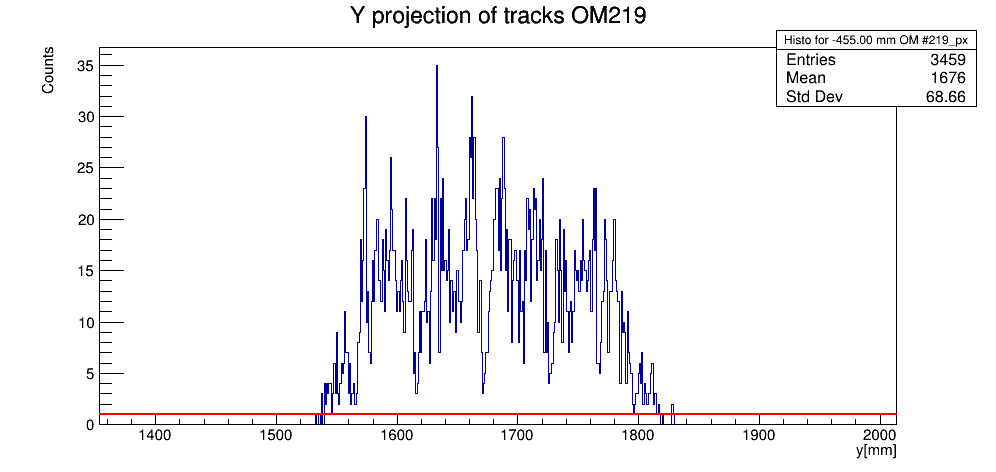 Y projection of tracks OM219
Histo for -455.00 mm OM #219_px
Entries 3459
Mean 1676
Std Dev 68.66
Counts
35
30
25
20
15
10
5
0
1400 1500 1600 1700 1800 1900 2000
y[mm]